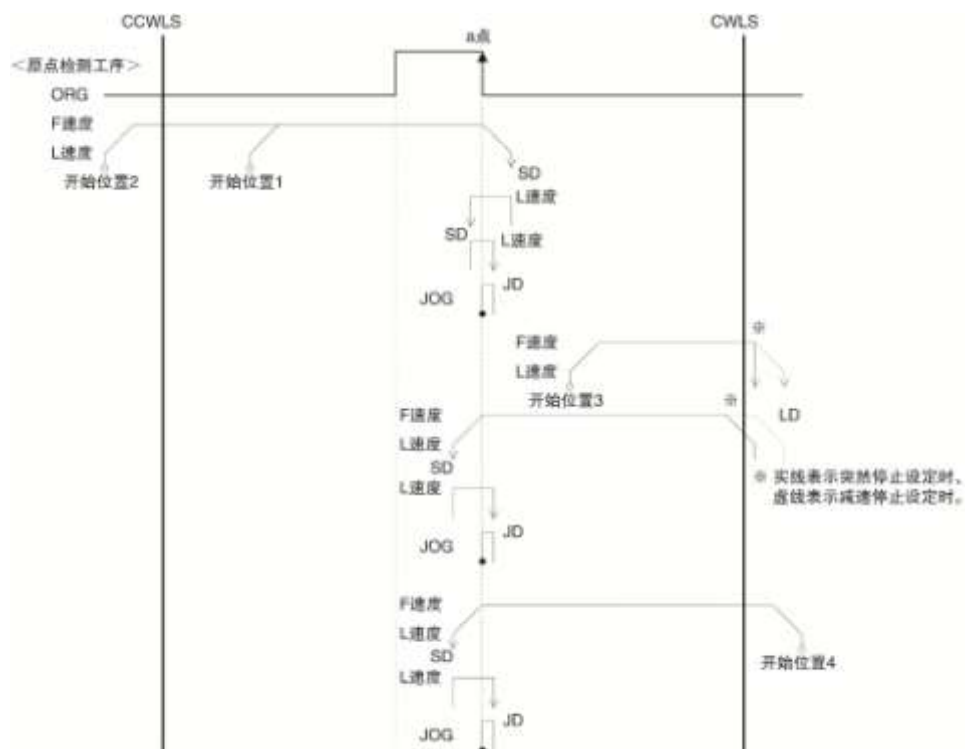 CCWLS
CWLS
a点
＜原点检测工序＞
ORG
F速度
L速度
开始位置2
开始位置1
SD
L速度
SD
L速度
JOG
JD
※
F速度
L速度
开始位置3
※
LD
F速度
L速度
SD
L速度
※ 实线表示突然停止设定时、
虚线表示减速停止设定时。
JD
JOG
F速度
L速度
SD
开始位置4
L速度
JD
JOG